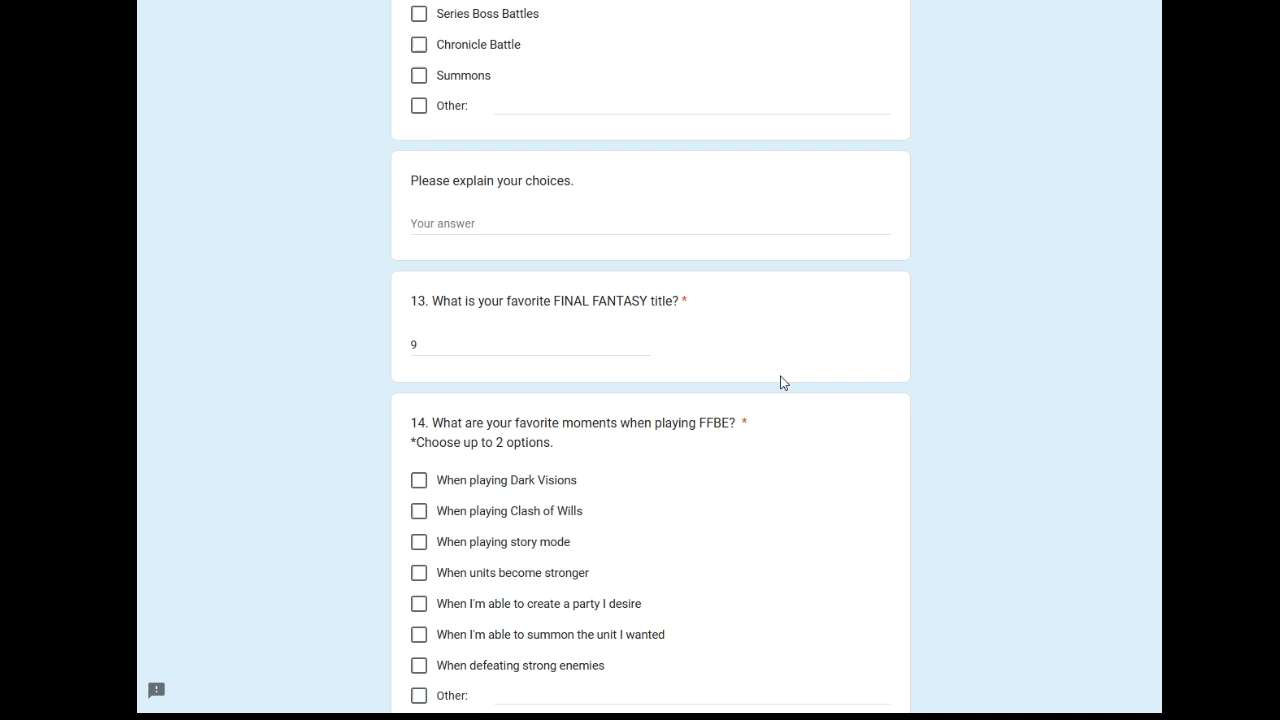 Series Boss Battles
Chronicle Battle
Summons
Other:
Please explain your choices.
Your answer
13. What is your favorite FINAL FANTASY title? *
9
14. What are your favorite moments when playing FFBE? *
*Choose up to 2 options.
When playing Dark Visions
When playing Clash of Wills
When playing story mode
When units become stronger
When I'm able to create a party I desire
When I'm able to summon the unit I wanted
When defeating strong enemies
Other: